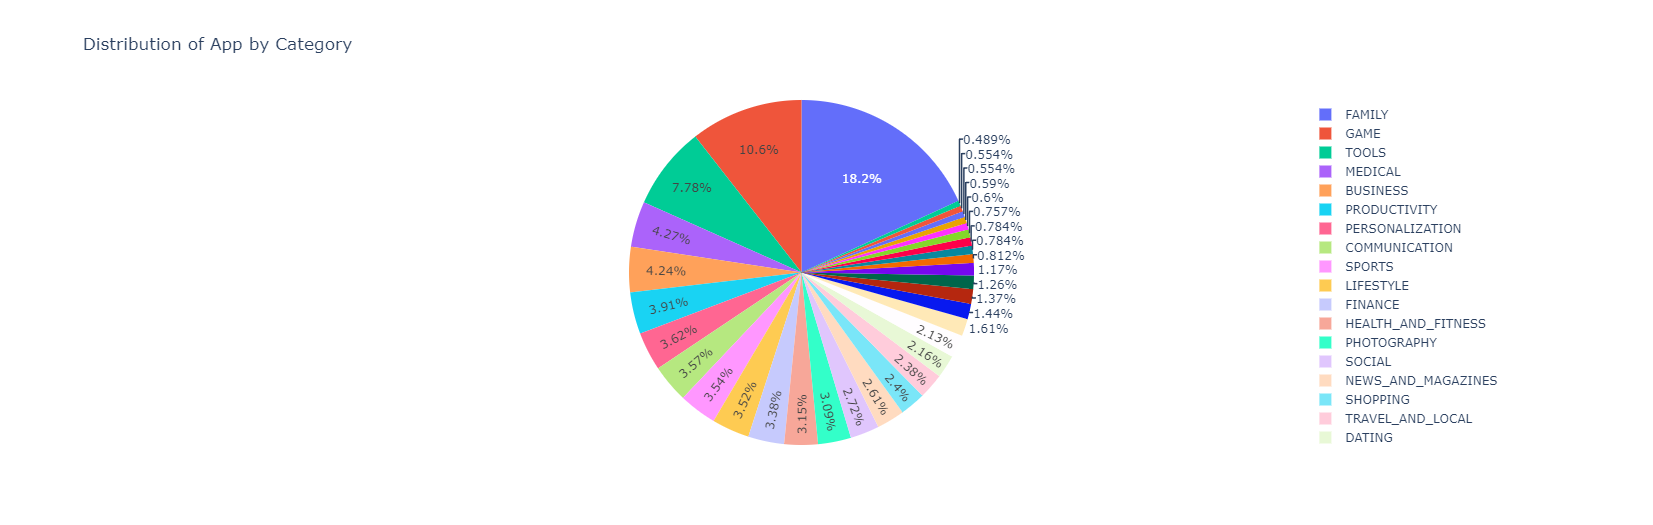 Distribution of App by Category
18.2%
10.6%
7.78%
4.27%
4.24%
3.91%
3.62%
3.57%
3.54%
3.52%
3.38%
3.15%
3.09%
2.72%
2.61%
2.4%
2.38%
2.16%
2.13%
1.61%
1.44%
1.37%
1.26%
1.17%
0.812%
0.784%
0.784%
0.757%
0.6%
0.59%
0.554%
0.554%
0.489%
FAMILY
GAME
TOOLS
MEDICAL
BUSINESS
PRODUCTIVITY
PERSONALIZATION
COMMUNICATION
SPORTS
LIFESTYLE
FINANCE
HEALTH_AND_FITNESS
PHOTOGRAPHY
SOCIAL
NEWS_AND_MAGAZINES
SHOPPING
TRAVEL_AND_LOCAL
DATING